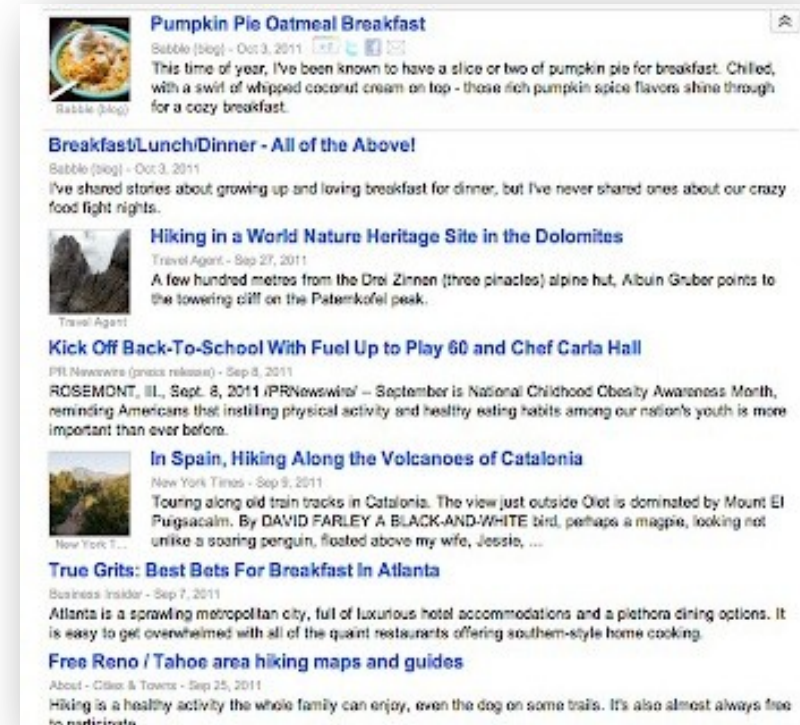 Pumpkin Pie Oatmeal Breakfast
Babble (blog) - Oct 3, 2011
This time of year, I've been known to have a slice or two of pumpkin pie for breakfast. Chilled,
with a swirl of whipped coconut cream on top - those rich pumpkin spice flavors shine through
for a cozy breakfast.
Babble (blog)
Breakfast/Lunch/Dinner - All of the Above!
Babble (blog) - Oct 3, 2011
I've shared stories about growing up and loving breakfast for dinner, but I've never shared ones about our crazy
food fight nights.
Hiking in a World Nature Heritage Site in the Dolomites
Travel Agent - Sep 27, 2011
A few hundred metres from the Drei Zinnen (three pinacles) alpine hut, Albuin Gruber points to
the towering cliff on the Paternkofel peak.
Travel Agent
Kick Off Back-To-School With Fuel Up to Play 60 and Chef Carla Hall
PR Newswire (press release) - Sep 8, 2011
ROSEMONT, Ill., Sept. 8, 2011 /PRNewswire/ -- September is National Childhood Obesity Awareness Month,
reminding Americans that instilling physical activity and healthy eating habits among our nation's youth is more
important than ever before.
In Spain, Hiking Along the Volcanoes of Catalonia
New York Times - Sep 9, 2011
Touring along old train tracks in Catalonia. The view just outside Olot is dominated by Mount El
Puigsacalm. By DAVID FARLEY A BLACK-AND-WHITE bird, perhaps a magpie, looking not
unlike a soaring penguin, floated above my wife, Jessie, ...
New York T...
True Grits: Best Bets For Breakfast In Atlanta
Business Insider - Sep 7, 2011
Atlanta is a sprawling metropolitan city, full of luxurious hotel accommodations and a plethora dining options. It
is easy to get overwhelmed with all of the quaint restaurants offering southern-style home cooking.
Free Reno / Tahoe area hiking maps and guides
About - Cities & Towns - Sep 25, 2011
Hiking is a healthy activity the whole family can enjoy, even the dog on some trails. It's also almost always free
to participate